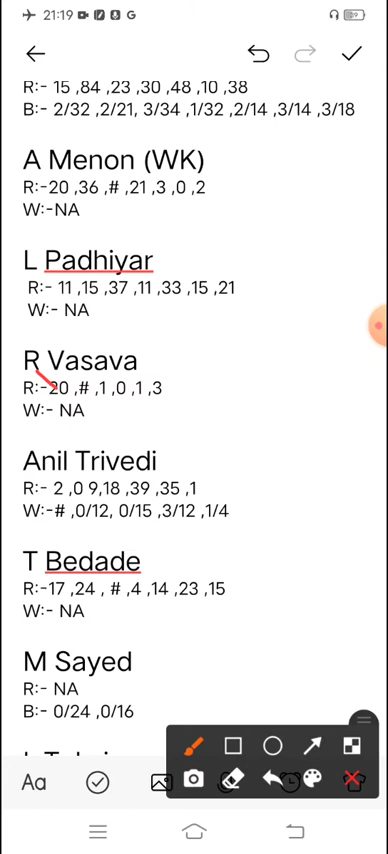 21:19 G 9
R:- 15 ,84 ,23 ,30 ,48 ,10 ,38
B:- 2/32 ,2/21, 3/34 ,1/32 ,2/14 ,3/14 ,3/18
A Menon (WK)
R:-20 ,36 ,# ,21 ,3 ,0 ,2
W:-NA
L Padhiyar
R:- 11 ,15 ,37 ,11 ,33 ,15 ,21
W:- NA
R Vasava
R:-20 ,# ,1 ,0 ,1 ,3
W:- NA
Anil Trivedi
R:- 2 ,0 9,18 ,39 ,35 ,1
W:-# ,0/12, 0/15 ,3/12 ,1/4
T Bedade
R:-17 ,24 , # ,4 ,14 ,23 ,15
W:- NA
M Sayed
R:- NA
B:- 0/24 ,0/16
Aa